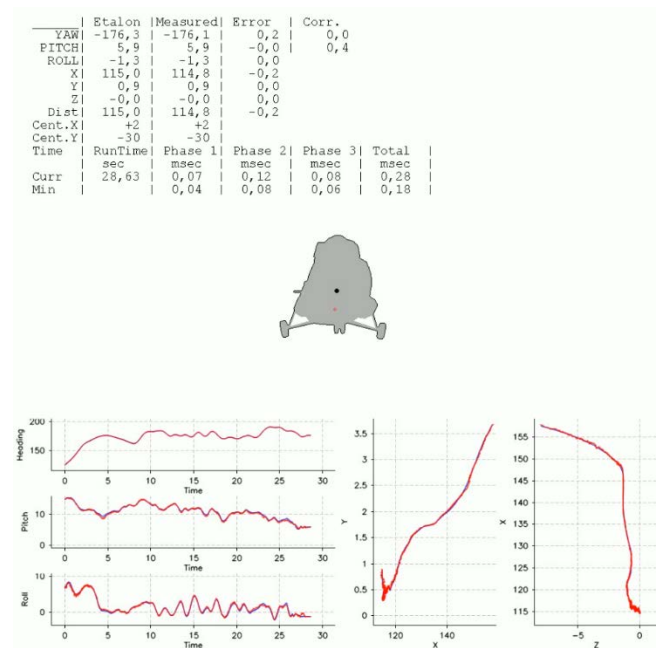 | Etalon |Measured| Error | Corr.
YAW| -176,3 | -176,1 | 0,2 | 0,0
PITCH| 5,9 | 5,9 | -0,0 | 0,4
ROLL| -1,3 | -1,3 | 0,0
X| 115,0 | 114,8 | -0,2
Y| 0,9 | 0,9 | 0,0
Z| -0,0 | -0,0 | 0,0
Dist| 115,0 | 114,8 | -0,2
Cent.X| +2 | +2 |
Cent.Y| -30 | -30 |
Time | RunTime| Phase 1| Phase 2| Phase 3| Total |
| sec | msec | msec | msec | msec |
Curr | 28,63 | 0,07 | 0,12 | 0,08 | 0,28 |
Min | | 0,04 | 0,08 | 0,06 | 0,18 |
Heading
200
150
0 5 10 15 20 25 30
Time
Pitch
10
0
0 5 10 15 20 25 30
Time
Roll
10
0
0 5 10 15 20 25 30
Time
Y
3.5
3
2.5
2
1.5
1
0.5
0
120 140
X
X
155
150
145
140
135
130
125
120
115
-5 0
Z